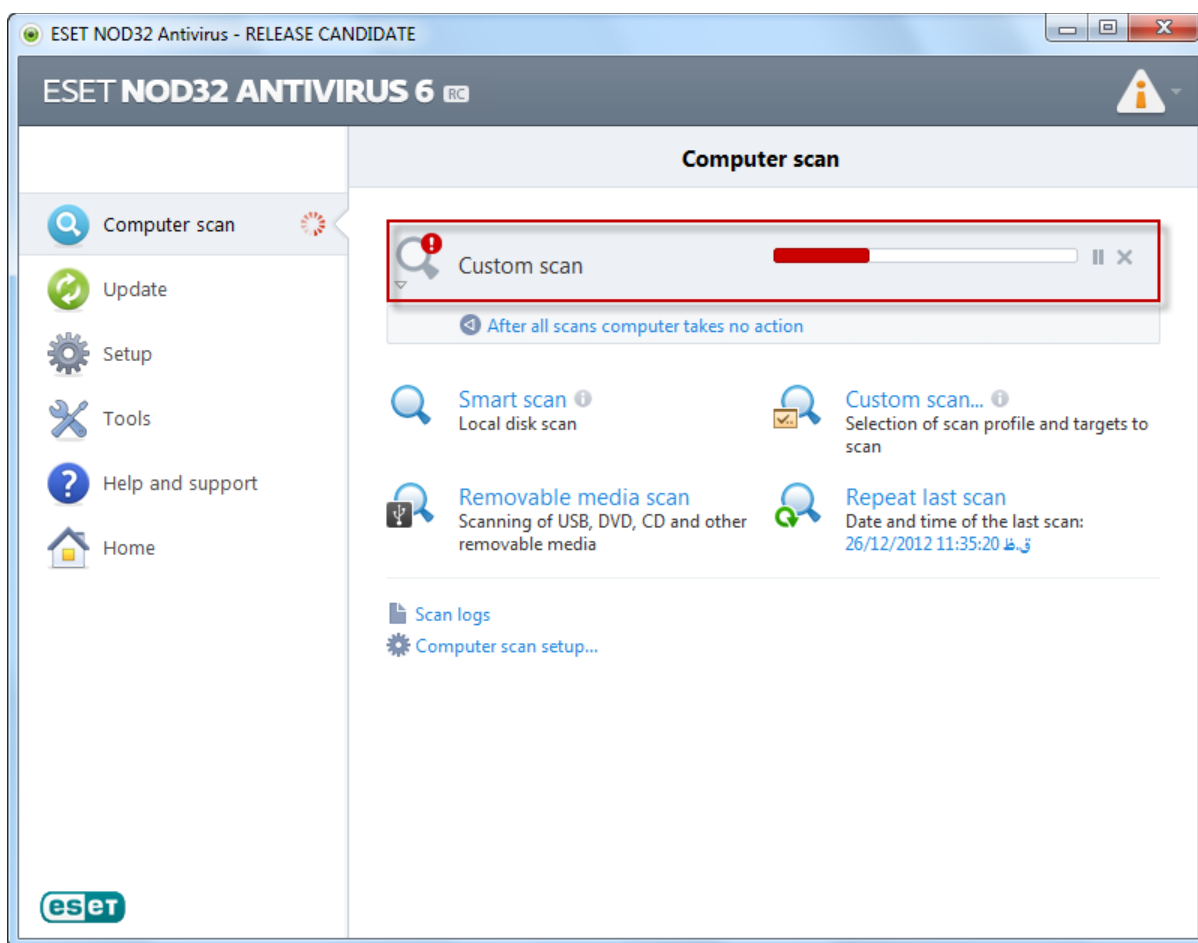 ESET NOD32 Antivirus - RELEASE CANDIDATE
ESET NOD32 ANTIVIRUS 6 RC
Computer scan
Computer scan
Update
Setup
Tools
Help and support
Home
Custom scan
After all scans computer takes no action
Smart scan
Local disk scan
Custom scan...
Selection of scan profile and targets to
scan
Removable media scan
Scanning of USB, DVD, CD and other
removable media
Repeat last scan
Date and time of the last scan:
26/12/2012 11:35:20 ق.ظ
Scan logs
Computer scan setup...
eseT